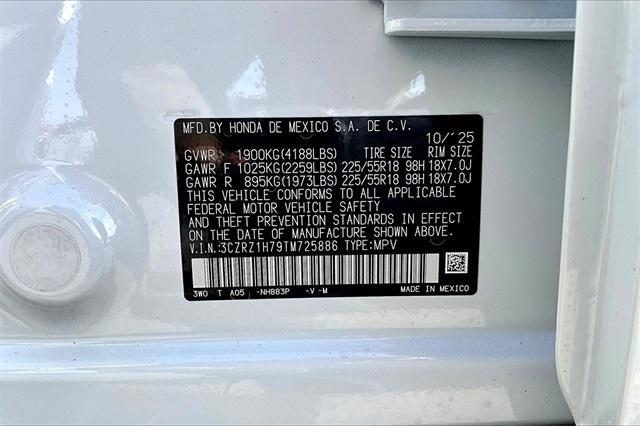 MFD.BY HONDA DE MEXICO S.A. DE C.V.
10/'25
GVWR 1900KG(4188LBS) TIRE SIZE RIM SIZE
GAWR F 1025KG(2259LBS) 225/55R18 98H 18X7.0J
GAWR R 895KG(1973LBS) 225/55R18 98H 18X7.0J
THIS VEHICLE CONFORMS TO ALL APPLICABLE
FEDERAL MOTOR VEHICLE SAFETY
AND THEFT PREVENTION STANDARDS IN EFFECT
ON THE DATE OF MANUFACTURE SHOWN ABOVE.
V.I.N.:3CZRZ1H79TM725886 TYPE:MPV
3W0 T A05 -NH883P -V -M MADE IN MEXICO